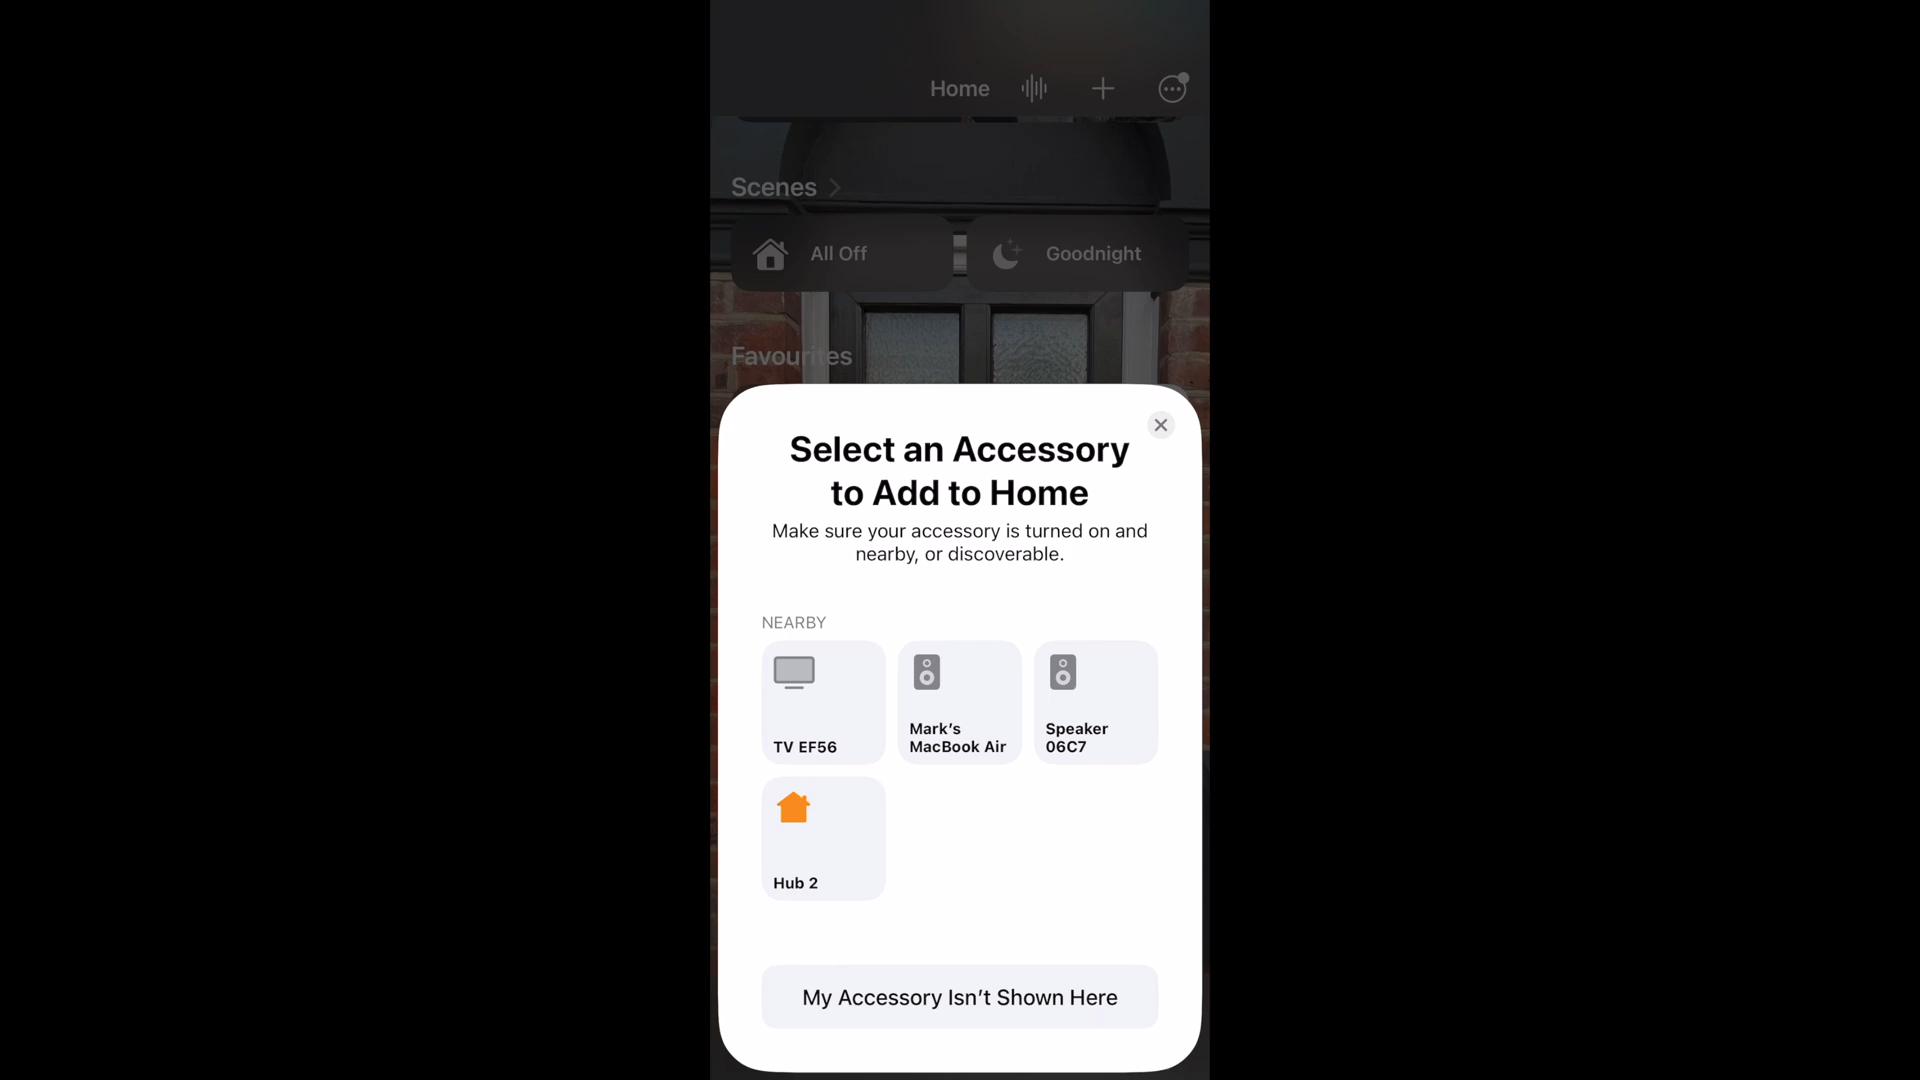 Home
Scenes
All Off
Goodnight
Favourites
Select an Accessory
to Add to Home
Make sure your accessory is turned on and
nearby, or discoverable.
NEARBY
TV EF56
Mark’s
MacBook Air
Speaker
06C7
Hub 2
My Accessory Isn’t Shown Here